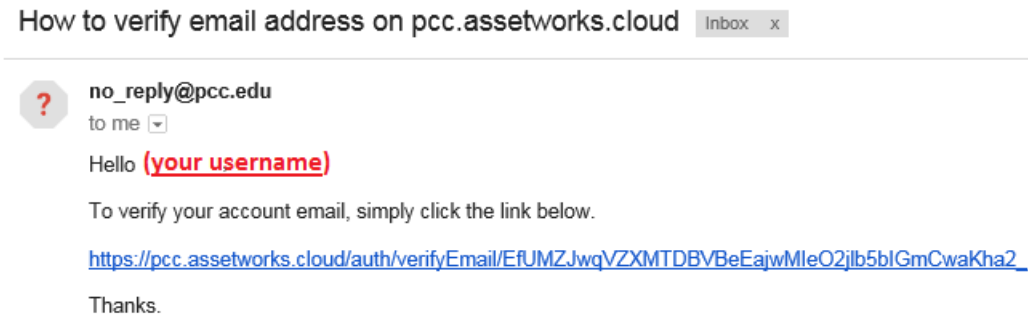 How to verify email address on pcc.assetworks.cloud Inbox x
? no_reply@pcc.edu
to me
Hello (your username)
To verify your account email, simply click the link below.
https://pcc.assetworks.cloud/auth/verifyEmail/EfUMZJwqVZXMTDBVBeEajwMIeO2jlb5bIGmCwaKha2_
Thanks.